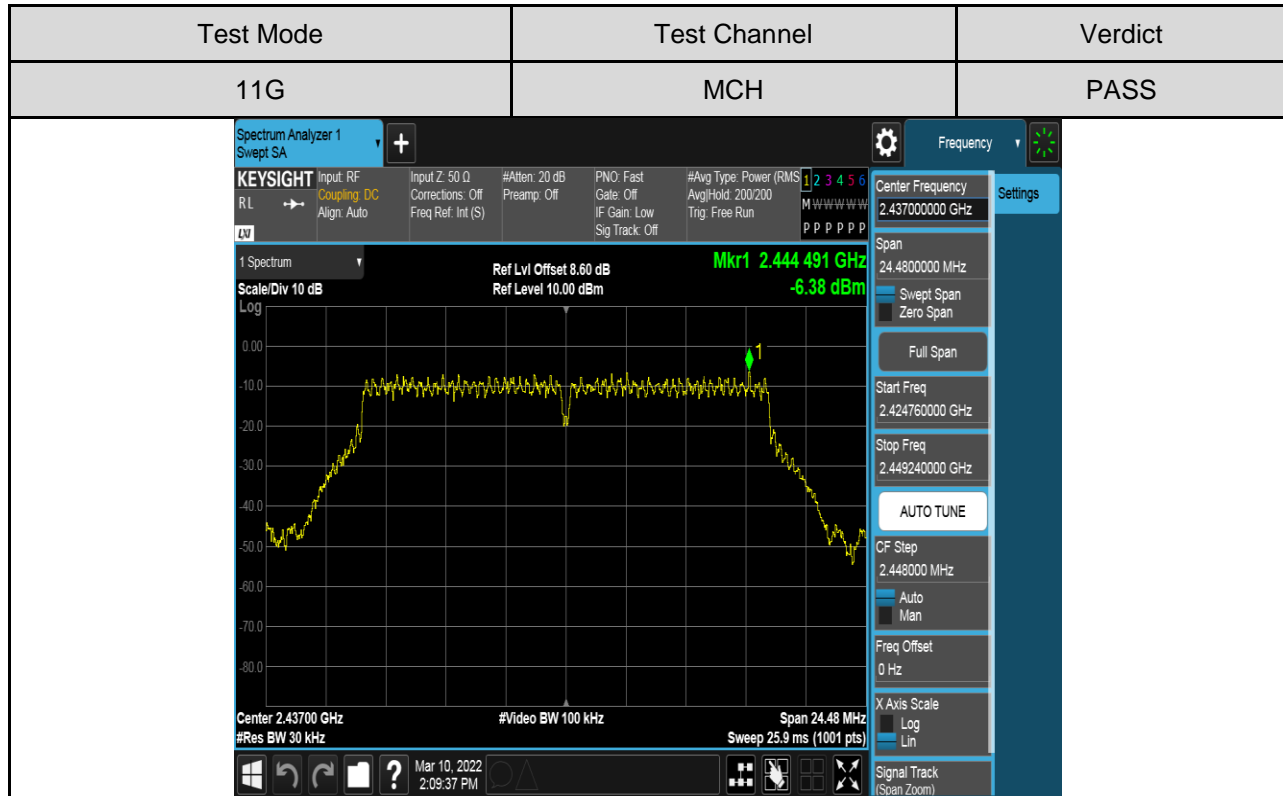 Test Mode Test Channel Verdict
11G MCH PASS
Spectrum Analyzer 1
Swept SA
+
Frequency
KEYSIGHT
RL
LXI
Input: RF
Coupling: DC
Align: Auto
Input Z: 50 Ω
Corrections: Off
Freq Ref: Int (S)
#Atten: 20 dB
Preamp: Off
PNO: Fast
Gate: Off
IF Gain: Low
Sig Track: Off
#Avg Type: Power (RMS
Avg|Hold: 200/200
Trig: Free Run
1 2 3 4 5 6
M W W W W W
P P P P P P
1 Spectrum
Scale/Div 10 dB
Log
Ref Lvl Offset 8.60 dB
Ref Level 10.00 dBm
Mkr1 2.444 491 GHz
-6.38 dBm
0.00
-10.0
-20.0
-30.0
-40.0
-50.0
-60.0
-70.0
-80.0
1
Center 2.43700 GHz
#Res BW 30 kHz
#Video BW 100 kHz
Span 24.48 MHz
Sweep 25.9 ms (1001 pts)
?
Mar 10, 2022
2:09:37 PM
Center Frequency
2.437000000 GHz
Span
24.4800000 MHz
Swept Span
Zero Span
Full Span
Start Freq
2.424760000 GHz
Stop Freq
2.449240000 GHz
AUTO TUNE
CF Step
2.448000 MHz
Auto
Man
Freq Offset
0 Hz
X Axis Scale
Log
Lin
Signal Track
(Span Zoom)
Settings